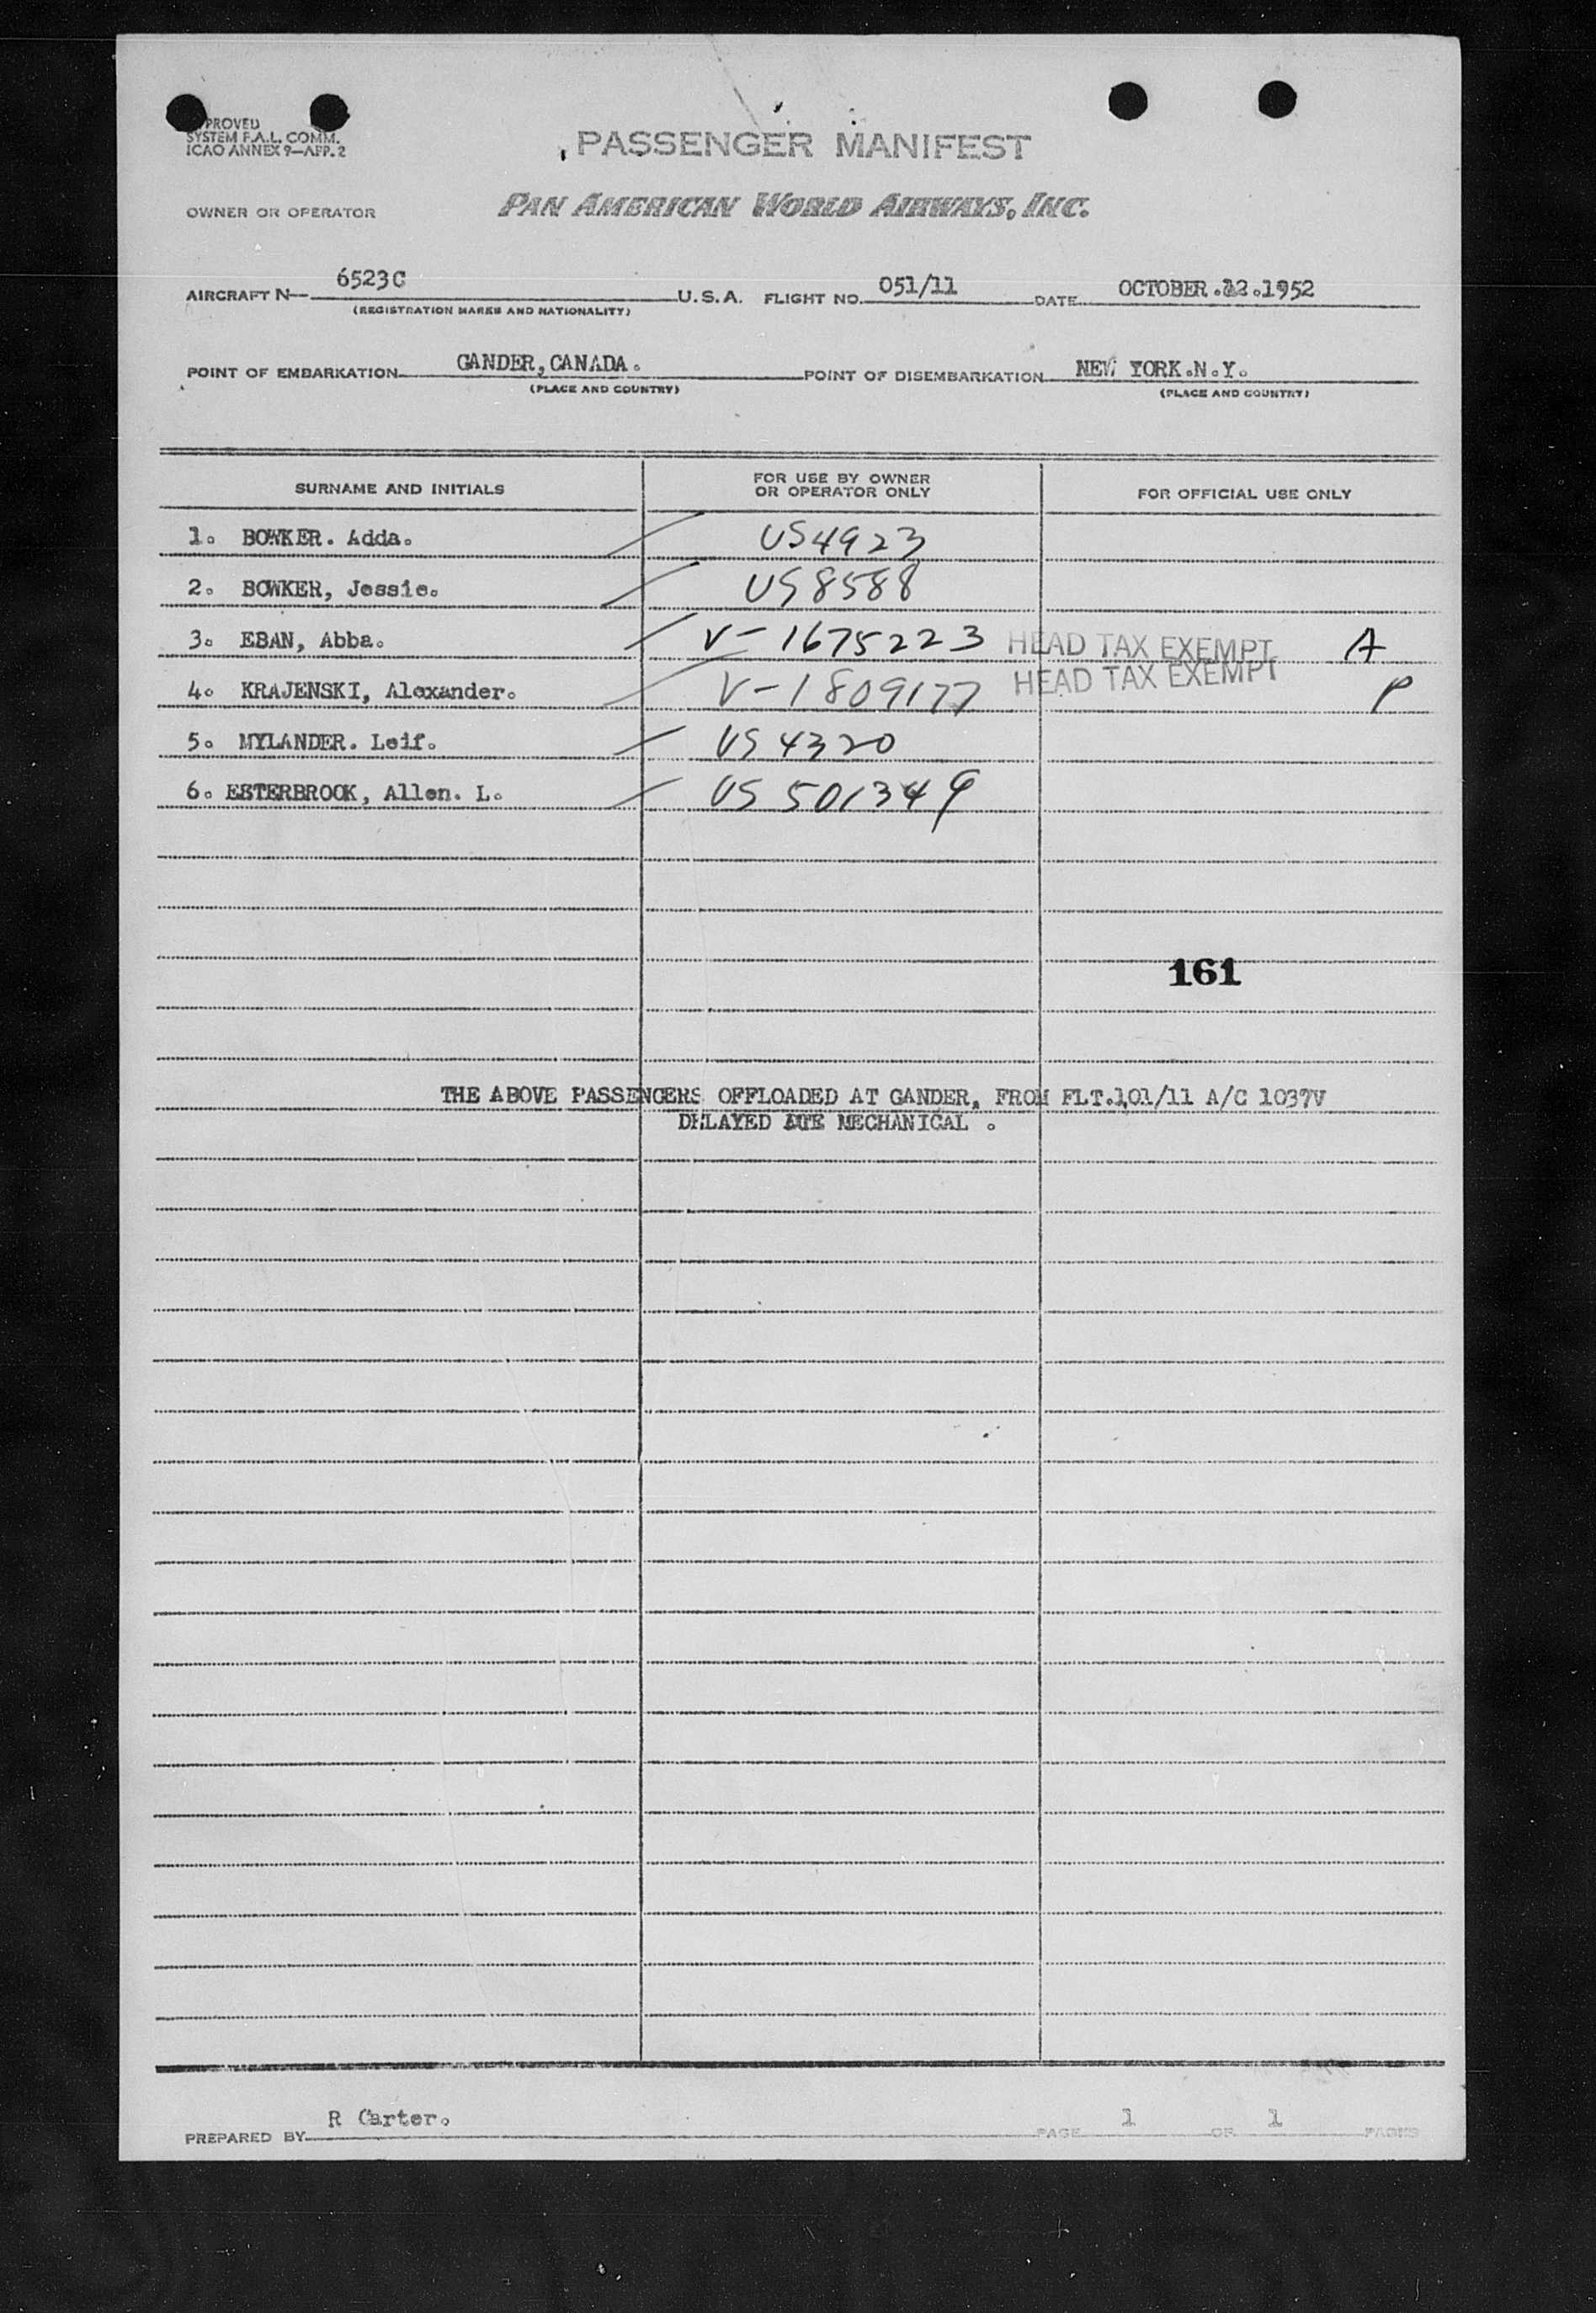 PROVED
SYSTEM F.A.L. COMM.
ICAO ANNEX 9—APP. 2
PASSENGER MANIFEST
OWNER OR OPERATOR
PAN AMERICAN WORLD AIRWAYS, INC.
AIRCRAFT N— 6523C U.S.A. FLIGHT NO. 051/11 DATE OCTOBER.12.1952
(REGISTRATION MARKS AND NATIONALITY)
POINT OF EMBARKATION GANDER, CANADA. POINT OF DISEMBARKATION NEW YORK.N.Y.
(PLACE AND COUNTRY) (PLACE AND COUNTRY)
SURNAME AND INITIALS FOR USE BY OWNER OR OPERATOR ONLY FOR OFFICIAL USE ONLY
1. BOWKER. Adda. US4923
2. BOWKER, Jessie. US8588
3. EBAN, Abba. V-1675223 HEAD TAX EXEMPT A
4. KRAJENSKI, Alexander. V-1809177 HEAD TAX EXEMPT P
5. MYLANDER. Leif. US4320
6. ESTERBROOK, Allen. L. US 501349
161
THE ABOVE PASSENGERS OFFLOADED AT GANDER, FROM FLT.101/11 A/C 1037V
DELAYED MECHANICAL .
PREPARED BY R Carter. PAGE 1 OF 1 PAGES